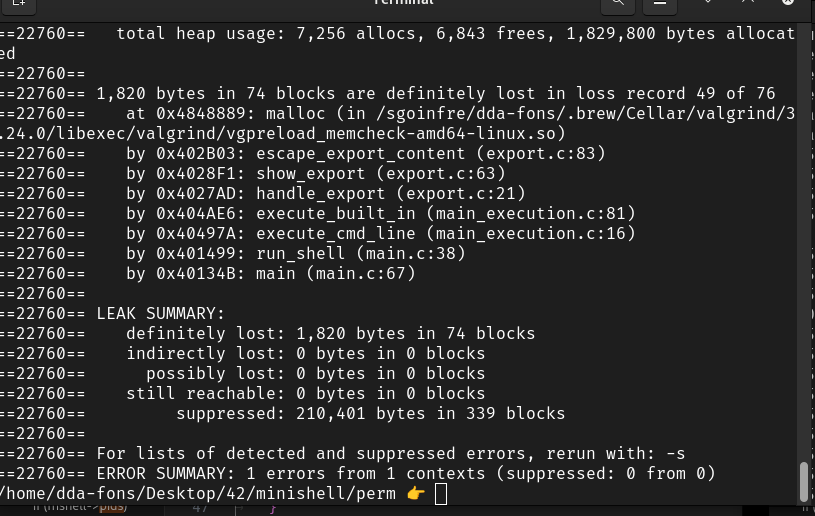 Terminal
==22760==   total heap usage: 7,256 allocs, 6,843 frees, 1,829,800 bytes allocat
ed
==22760==
==22760== 1,820 bytes in 74 blocks are definitely lost in loss record 49 of 76
==22760==    at 0x4848889: malloc (in /sgoinfre/dda-fons/.brew/Cellar/valgrind/3
.24.0/libexec/valgrind/vgpreload_memcheck-amd64-linux.so)
==22760==    by 0x402B03: escape_export_content (export.c:83)
==22760==    by 0x4028F1: show_export (export.c:63)
==22760==    by 0x4027AD: handle_export (export.c:21)
==22760==    by 0x404AE6: execute_built_in (main_execution.c:81)
==22760==    by 0x40497A: execute_cmd_line (main_execution.c:16)
==22760==    by 0x401499: run_shell (main.c:38)
==22760==    by 0x40134B: main (main.c:67)
==22760==
==22760== LEAK SUMMARY:
==22760==    definitely lost: 1,820 bytes in 74 blocks
==22760==    indirectly lost: 0 bytes in 0 blocks
==22760==      possibly lost: 0 bytes in 0 blocks
==22760==    still reachable: 0 bytes in 0 blocks
==22760==         suppressed: 210,401 bytes in 339 blocks
==22760==
==22760== For lists of detected and suppressed errors, rerun with: -s
==22760== ERROR SUMMARY: 1 errors from 1 contexts (suppressed: 0 from 0)
/home/dda-fons/Desktop/42/minishell/perm 👉
47 }